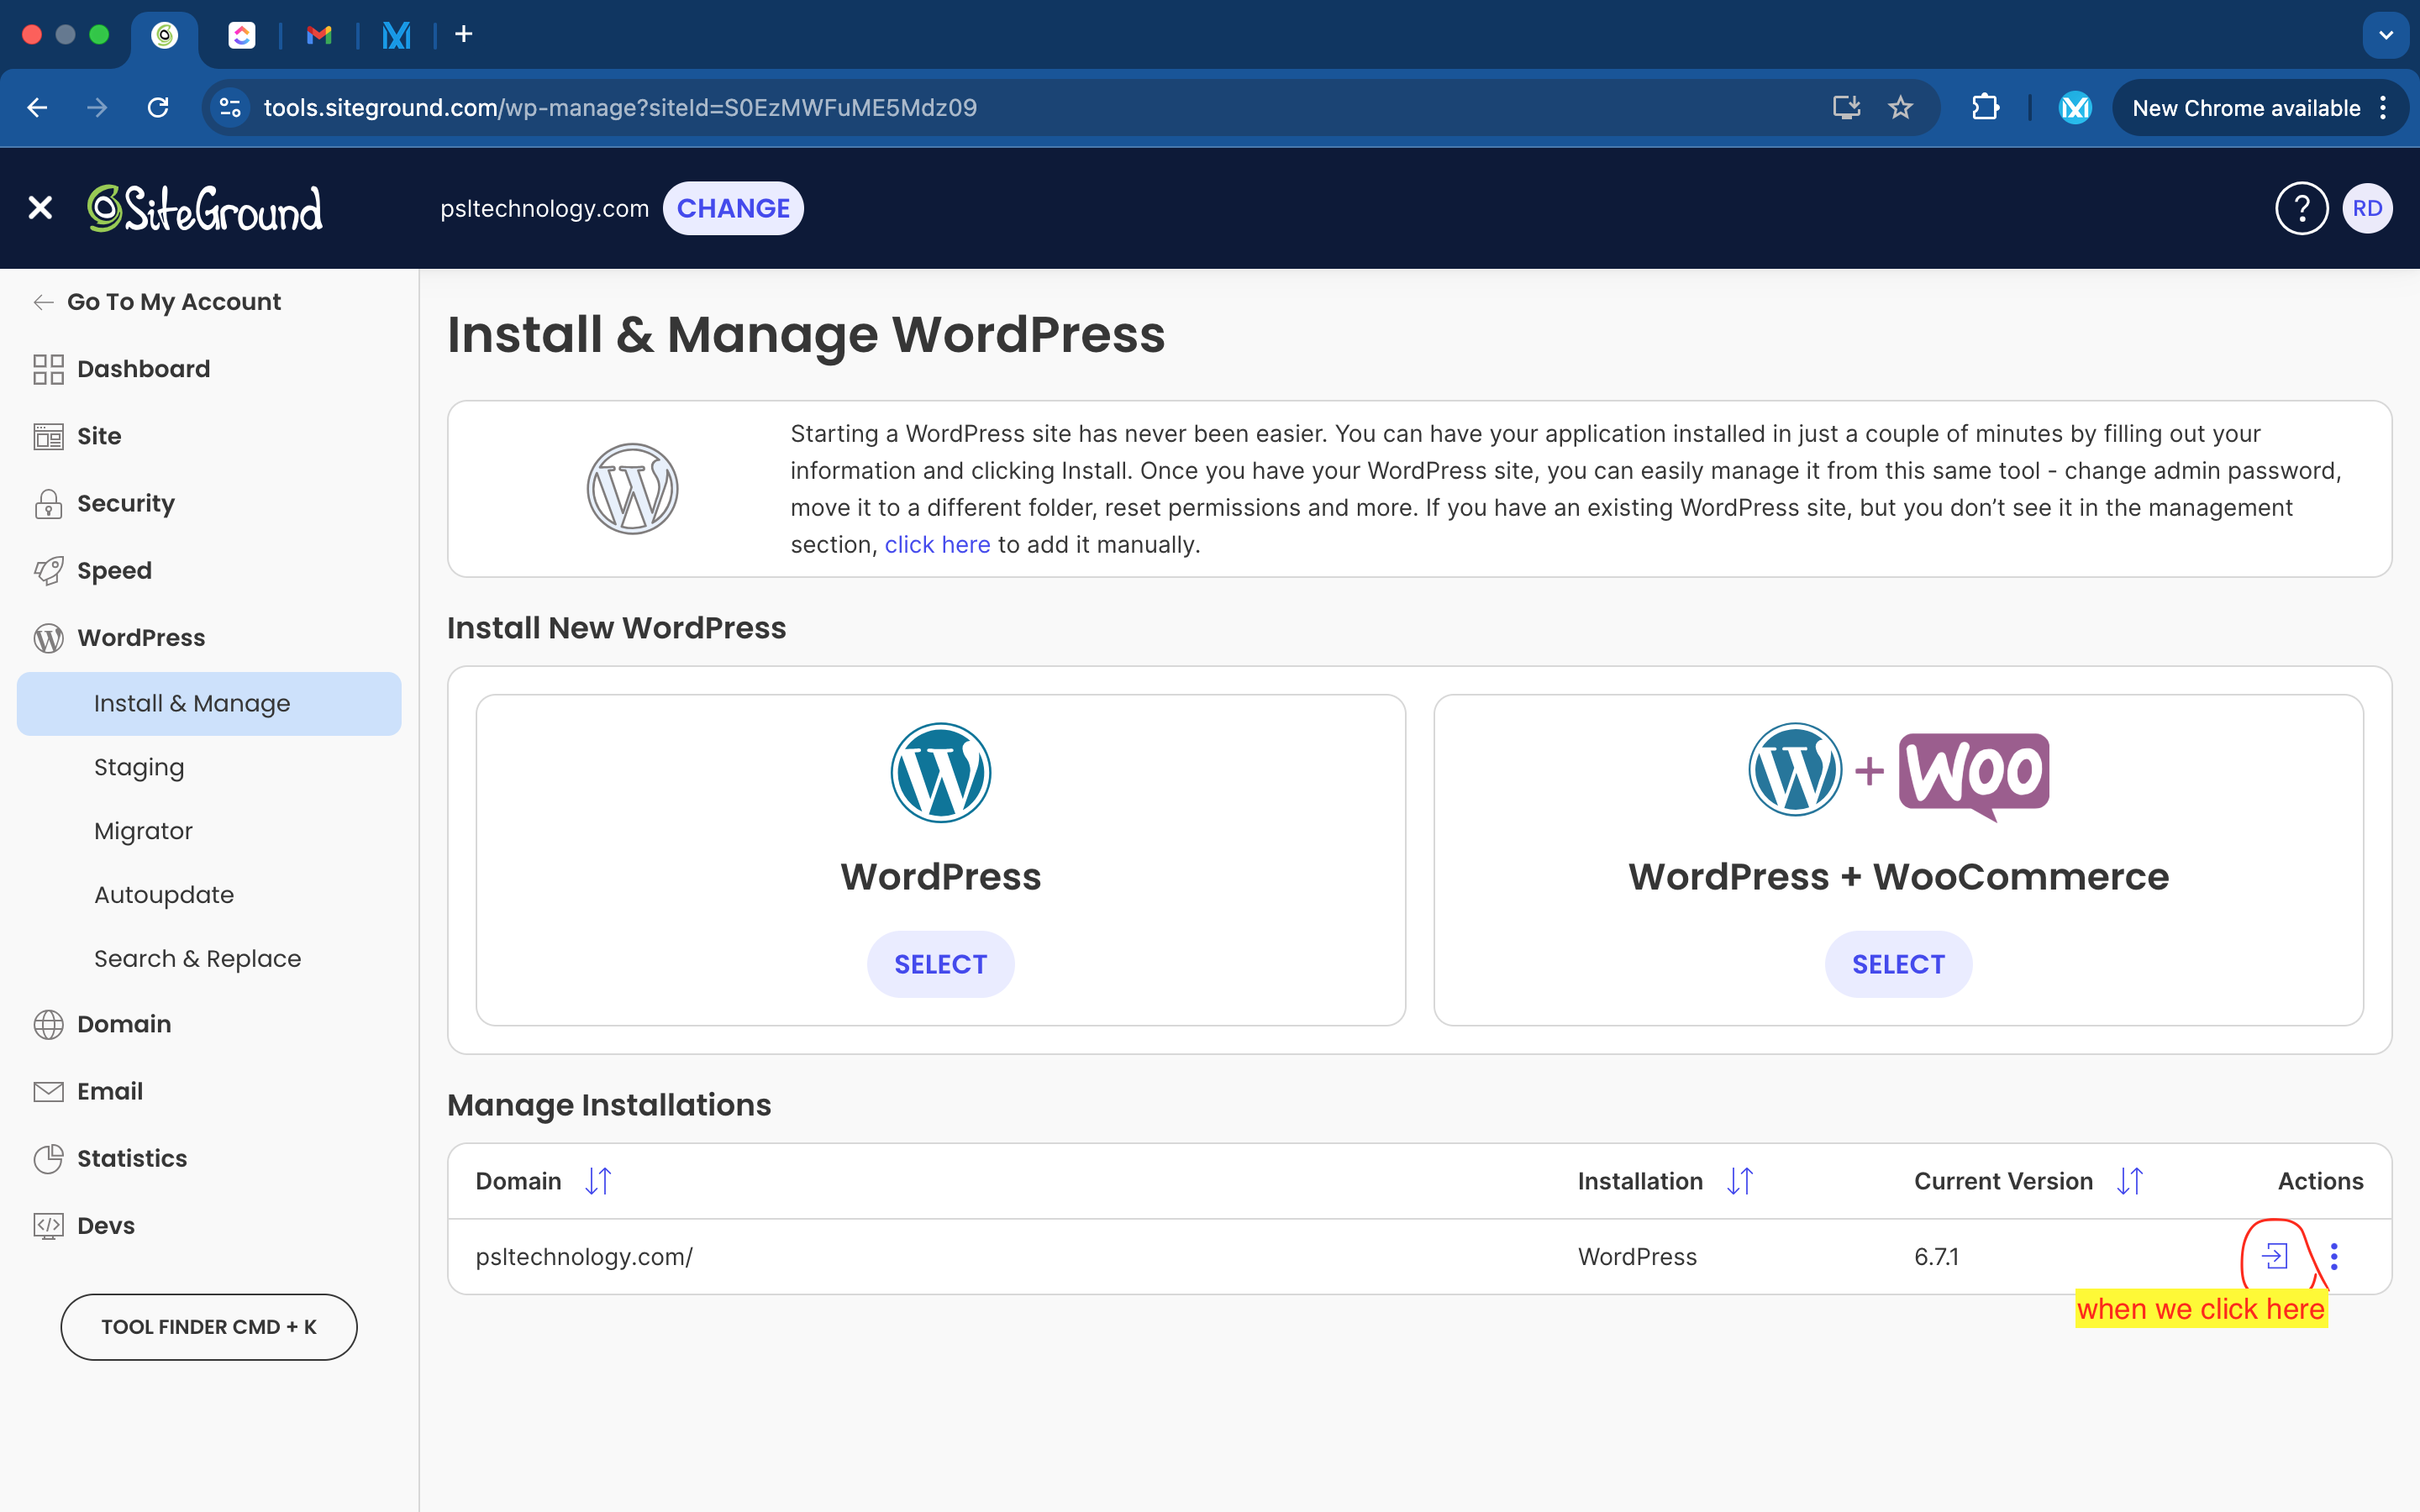 tools.siteground.com/wp-manage?siteId=S0EzMWFuME5Mdz09
New Chrome available
SiteGround
psltechnology.com
CHANGE
?
RD
Go To My Account
Dashboard
Site
Security
Speed
WordPress
Install & Manage
Staging
Migrator
Autoupdate
Search & Replace
Domain
Email
Statistics
Devs
TOOL FINDER CMD + K
Install & Manage WordPress
Starting a WordPress site has never been easier. You can have your application installed in just a couple of minutes by filling out your
information and clicking Install. Once you have your WordPress site, you can easily manage it from this same tool - change admin password,
move it to a different folder, reset permissions and more. If you have an existing WordPress site, but you don’t see it in the management
section, click here to add it manually.
Install New WordPress
WordPress
SELECT
+ WOO
WordPress + WooCommerce
SELECT
Manage Installations
Domain Installation Current Version Actions
psltechnology.com/ WordPress 6.7.1
when we click here